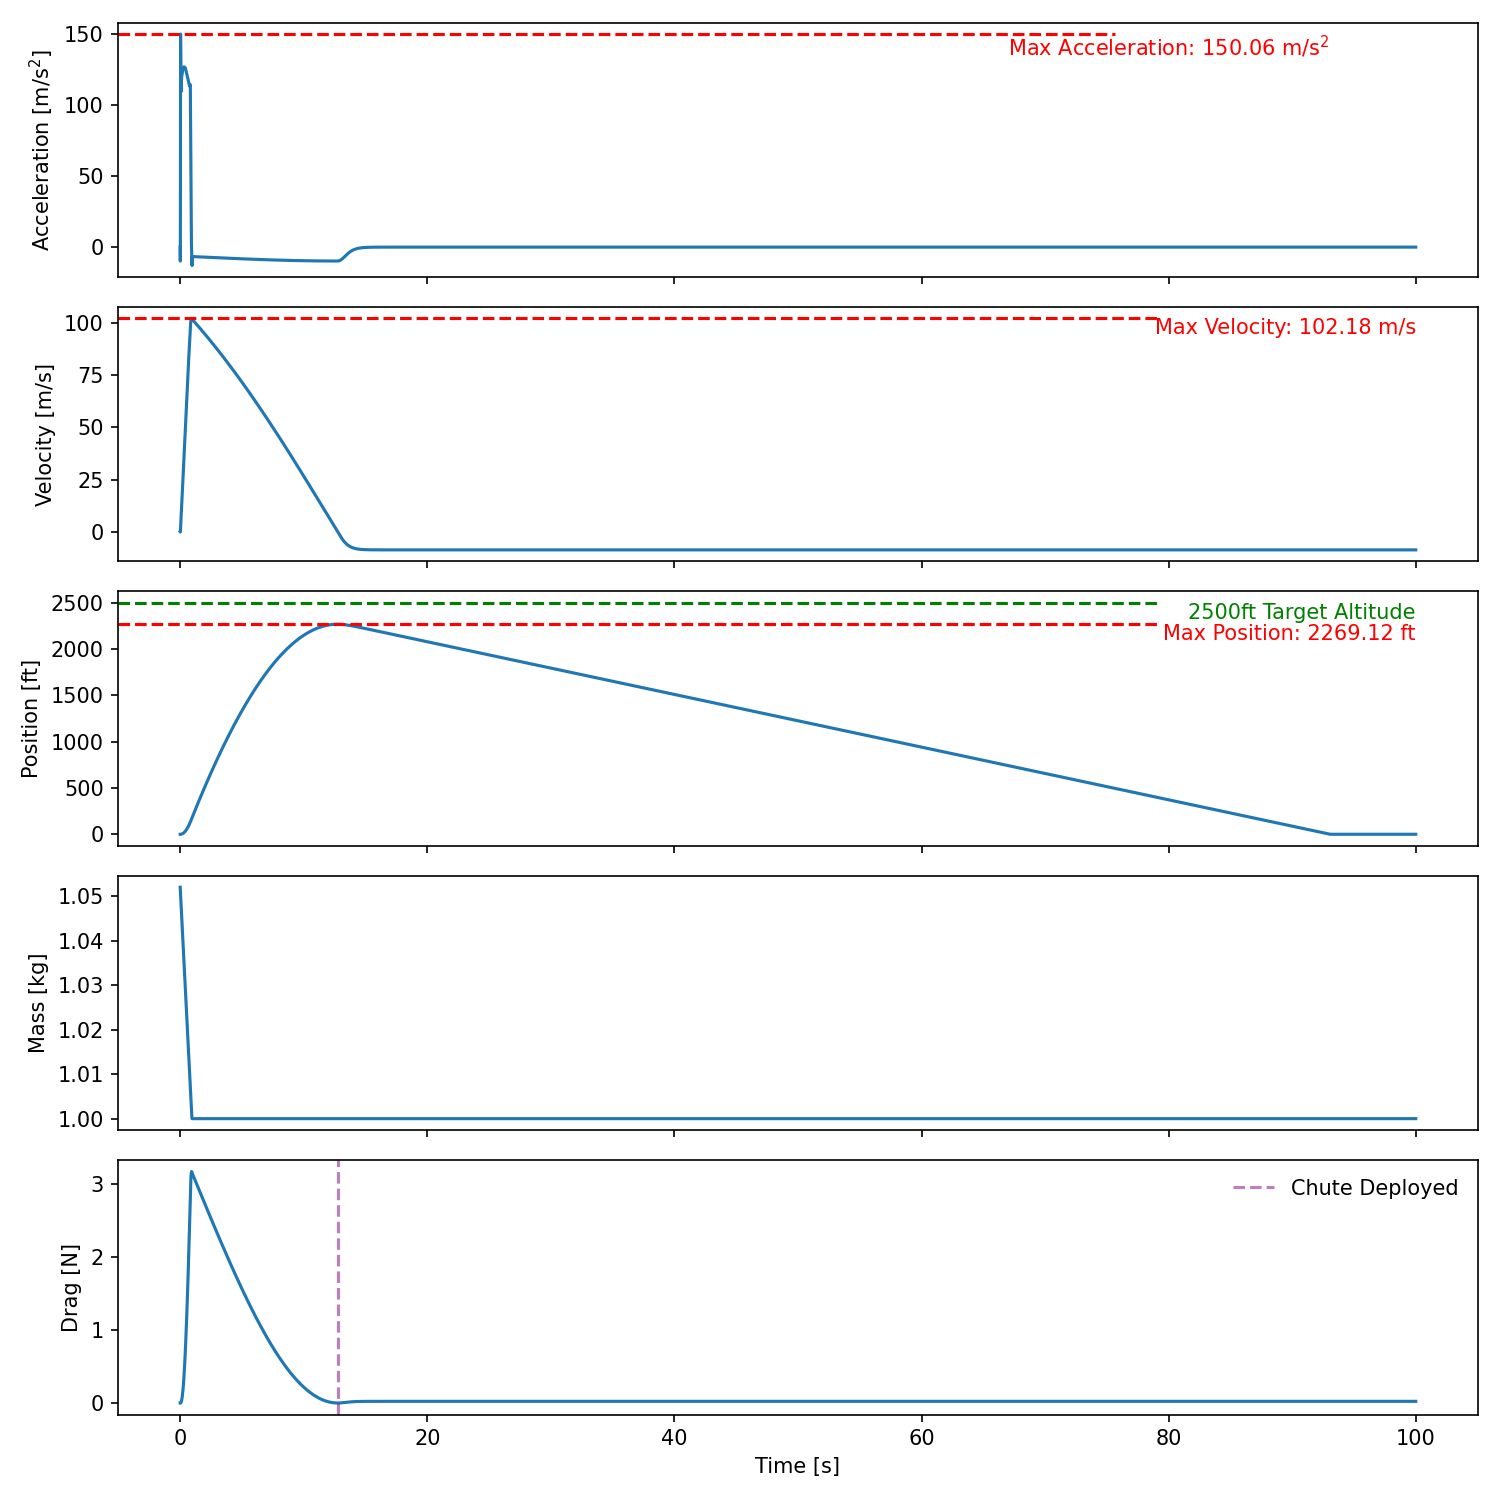 150
100
50
0
Acceleration [m/s²]
Max Acceleration: 150.06 m/s²
100
75
50
25
0
Velocity [m/s]
Max Velocity: 102.18 m/s
2500
2000
1500
1000
500
0
Position [ft]
2500ft Target Altitude
Max Position: 2269.12 ft
1.05
1.04
1.03
1.02
1.01
1.00
Mass [kg]
3
2
1
0
Drag [N]
Chute Deployed
0 20 40 60 80 100
Time [s]